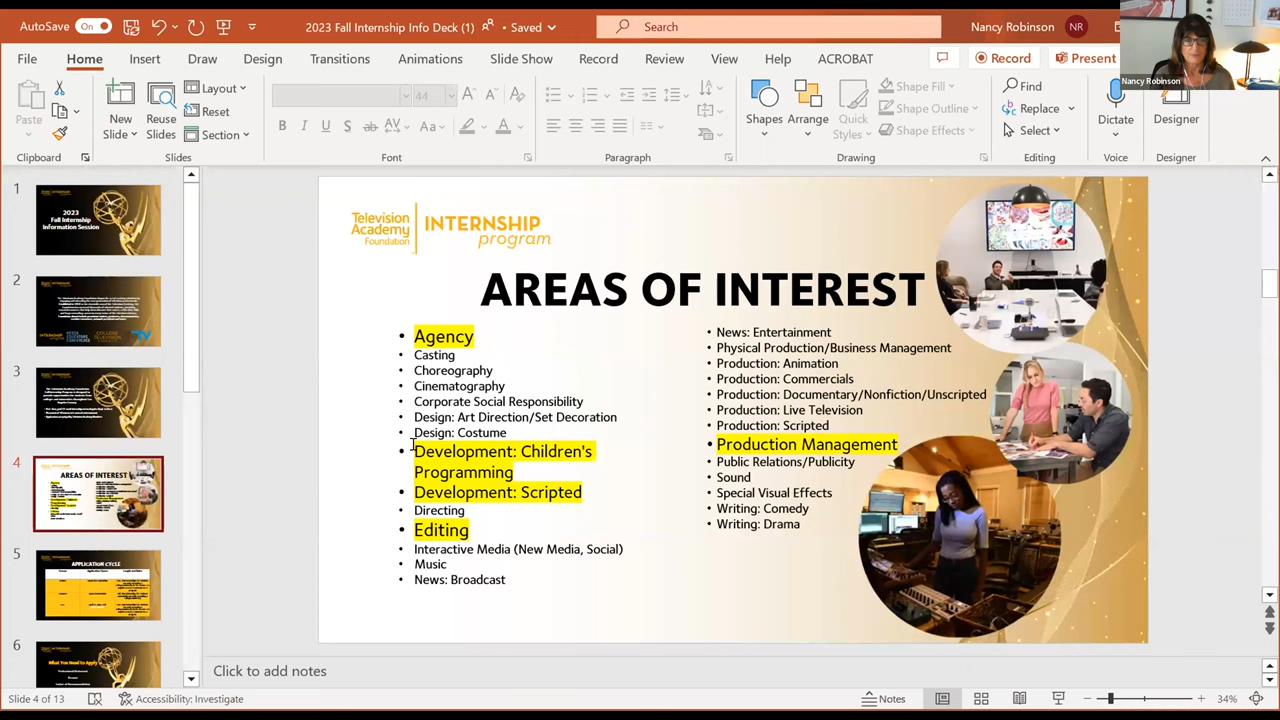 AutoSave On 2023 Fall Internship Info Deck (1) Saved Search Nancy Robinson NR
File Home Insert Draw Design Transitions Animations Slide Show Record Review View Help ACROBAT Record Present
Nancy Robinson
Paste New Slide Reuse Slides Layout Reset Section 44 Shapes Arrange Quick Styles Shape Fill Shape Outline Shape Effects Find Replace Select Dictate Designer
Clipboard Slides Font Paragraph Drawing Editing Voice Designer
1
2023
Fall Internship
Information Session
2
3
4
5
APPLICATION CYCLE
6
What You Need to Apply
Television Academy Foundation
INTERNSHIP program
AREAS OF INTEREST
• Agency
• Casting
• Choreography
• Cinematography
• Corporate Social Responsibility
• Design: Art Direction/Set Decoration
• Design: Costume
• Development: Children's
Programming
• Development: Scripted
• Directing
• Editing
• Interactive Media (New Media, Social)
• Music
• News: Broadcast
• News: Entertainment
• Physical Production/Business Management
• Production: Animation
• Production: Commercials
• Production: Documentary/Nonfiction/Unscripted
• Production: Live Television
• Production: Scripted
• Production Management
• Public Relations/Publicity
• Sound
• Special Visual Effects
• Writing: Comedy
• Writing: Drama
Click to add notes
Slide 4 of 13 Accessibility: Investigate Notes 34%